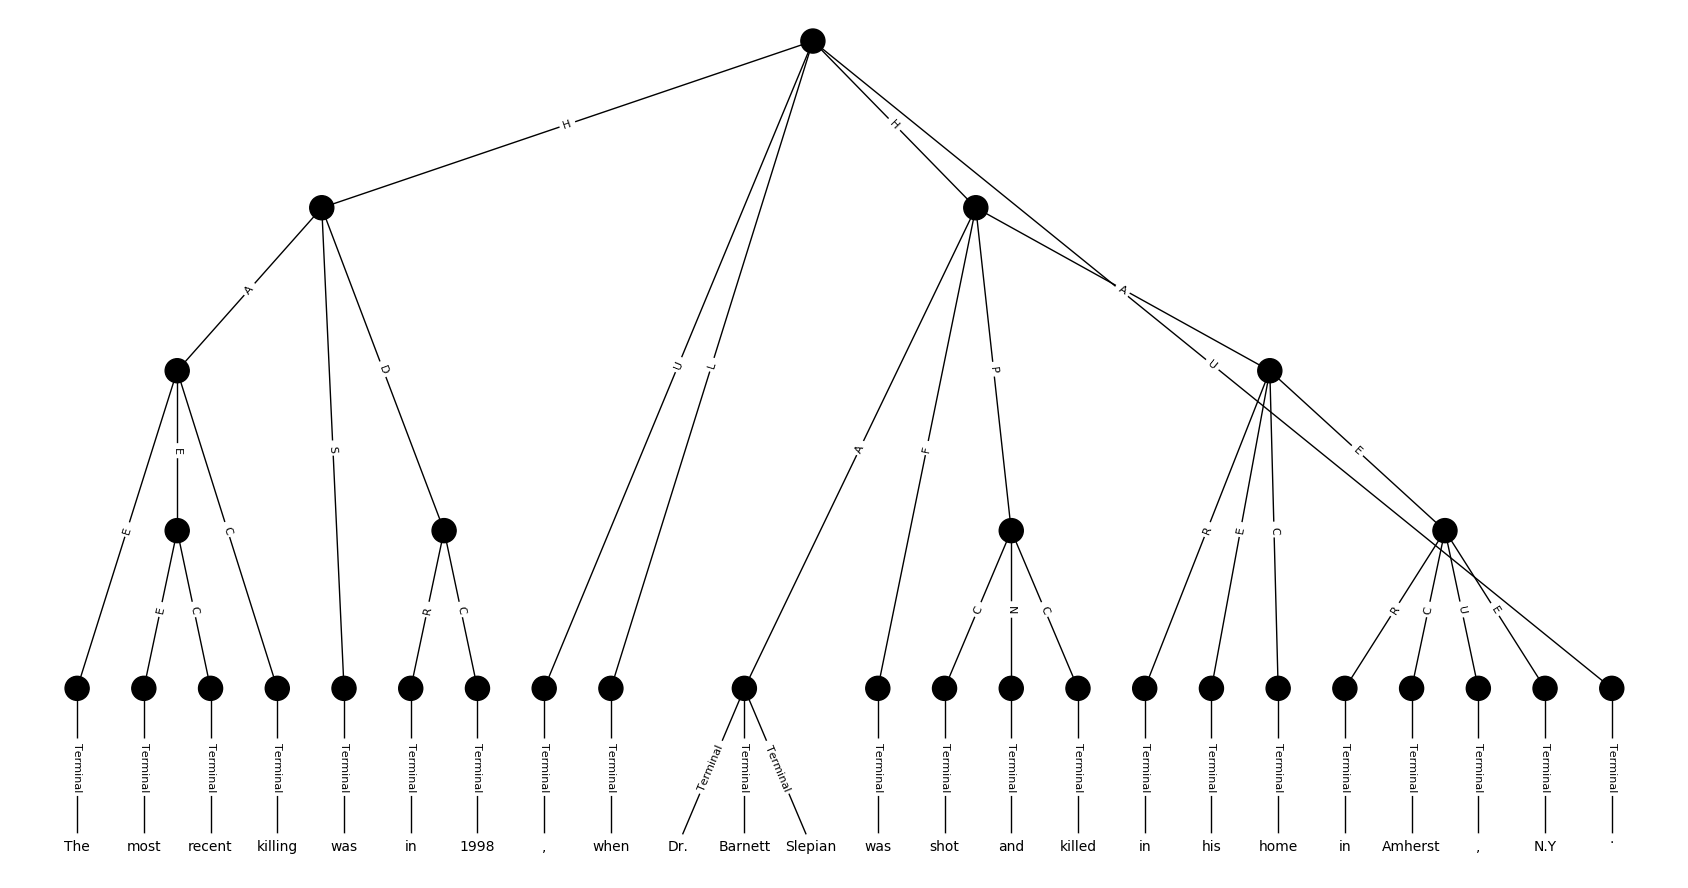 H H
A A
U L U
D P
E C S A F R E C E
E C R C C N C R C U E
Terminal Terminal Terminal Terminal Terminal Terminal Terminal Terminal Terminal Terminal Terminal Terminal Terminal Terminal Terminal Terminal Terminal Terminal Terminal Terminal Terminal Terminal Terminal Terminal
The most recent killing was in 1998 , when Dr. Barnett Slepian was shot and killed in his home in Amherst , N.Y .